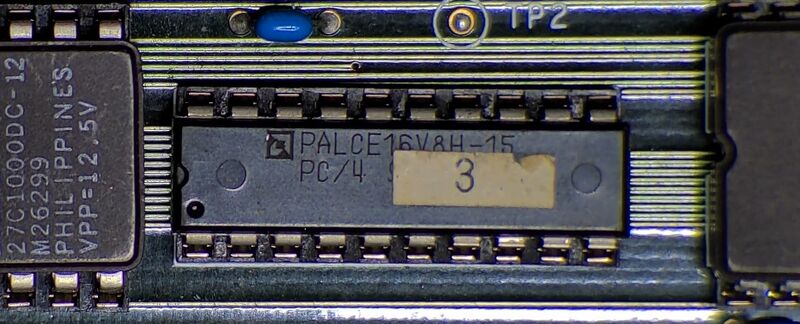 TP2
27C1000DC-12
M26299
PHILIPPINES
VPP=12.5V
PALCE16V8H-15
PC/4
3